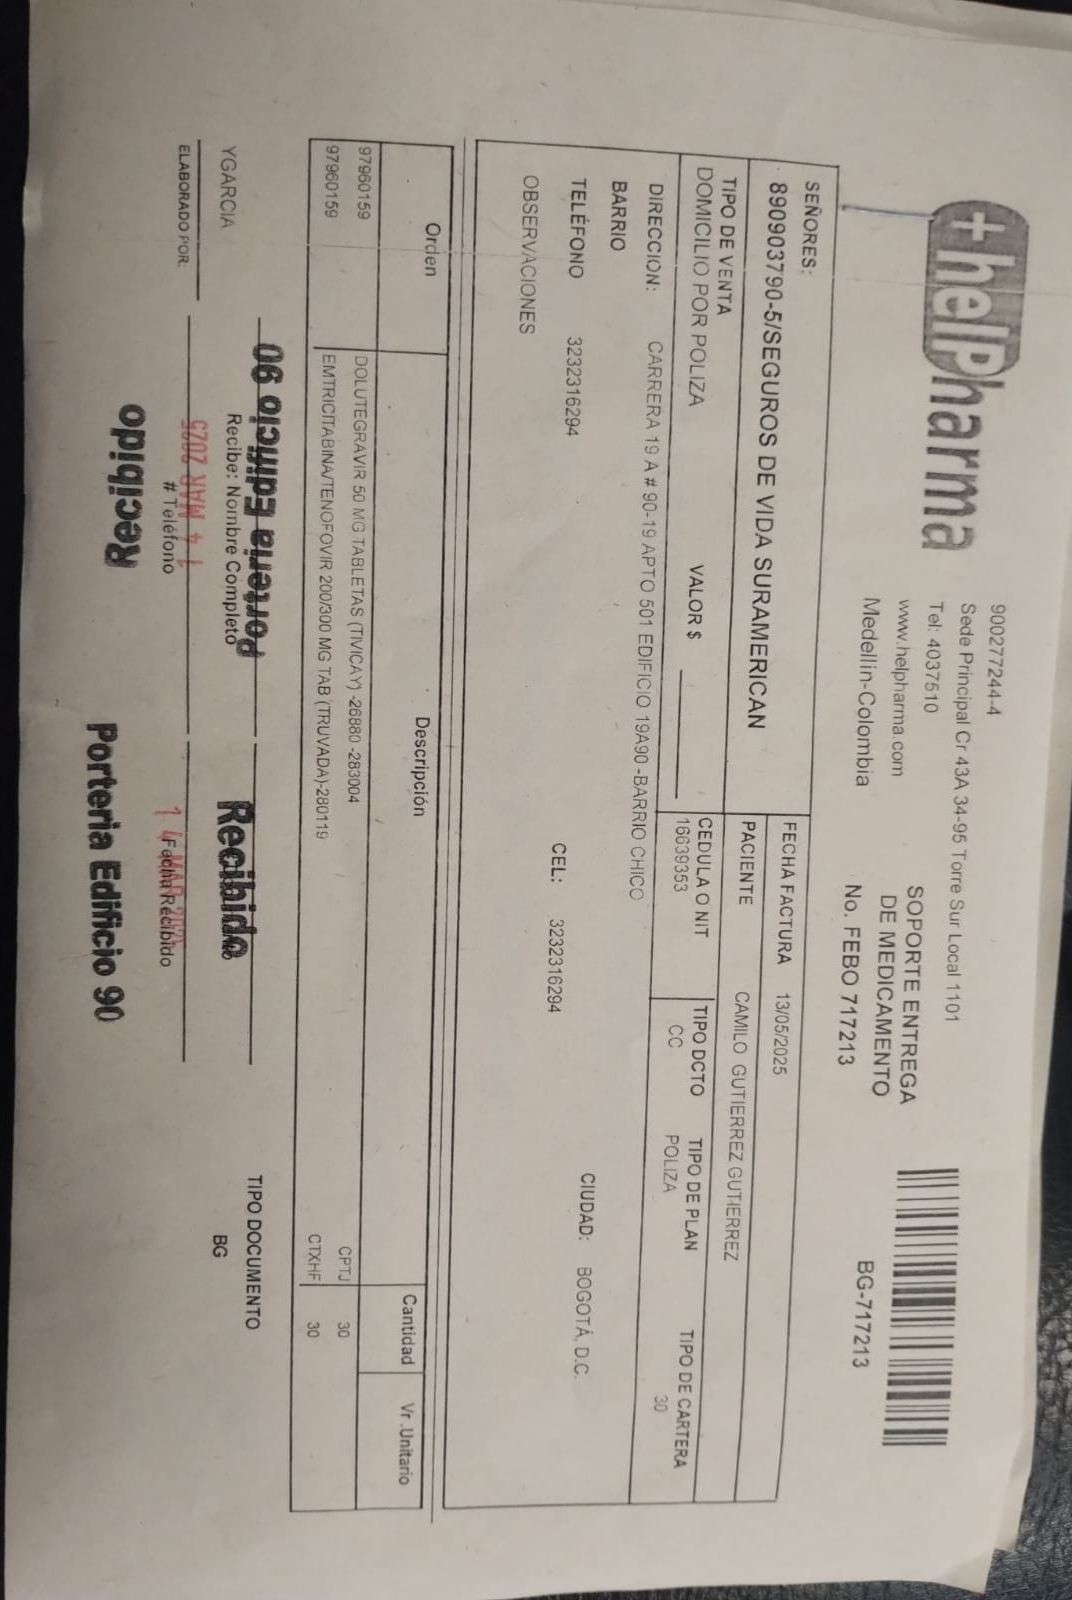 +helPharma
900277244-4
Sede Principal Cr 43A 34-95 Torre Sur Local 1101
Tel: 4037510
www.helpharma.com
Medellin-Colombia
SOPORTE ENTREGA
DE MEDICAMENTO
No. FEBO 717213
BG-717213
SEÑORES:
890903790-5/SEGUROS DE VIDA SURAMERICAN
FECHA FACTURA 13/05/2025
PACIENTE CAMILO GUTIERREZ GUTIERREZ
TIPO DE VENTA
DOMICILIO POR POLIZA
VALOR $
CEDULA O NIT
16639353
TIPO DCTO
CC
TIPO DE PLAN
POLIZA
TIPO DE CARTERA
30
DIRECCION: CARRERA 19 A # 90-19 APTO 501 EDIFICIO 19A90 -BARRIO CHICO
BARRIO
TELÉFONO 3232316294
CEL: 3232316294
CIUDAD: BOGOTÁ, D.C.
OBSERVACIONES
Orden Descripción Cantidad Vr .Unitario
97960159 DOLUTEGRAVIR 50 MG TABLETAS (TIVICAY) -26880 -283004 CPTJ 30
97960159 EMTRICITABINA/TENOFOVIR 200/300 MG TAB (TRUVADA)-280119 CTXHF 30
YGARCIA
ELABORADO POR:
Recibe: Nombre Completo
# Teléfono
Fecha Recibido
TIPO DOCUMENTO
BG
Porteria Edificio 90
14 MAR 2025
Recibido
Recibido
Porteria Edificio 90